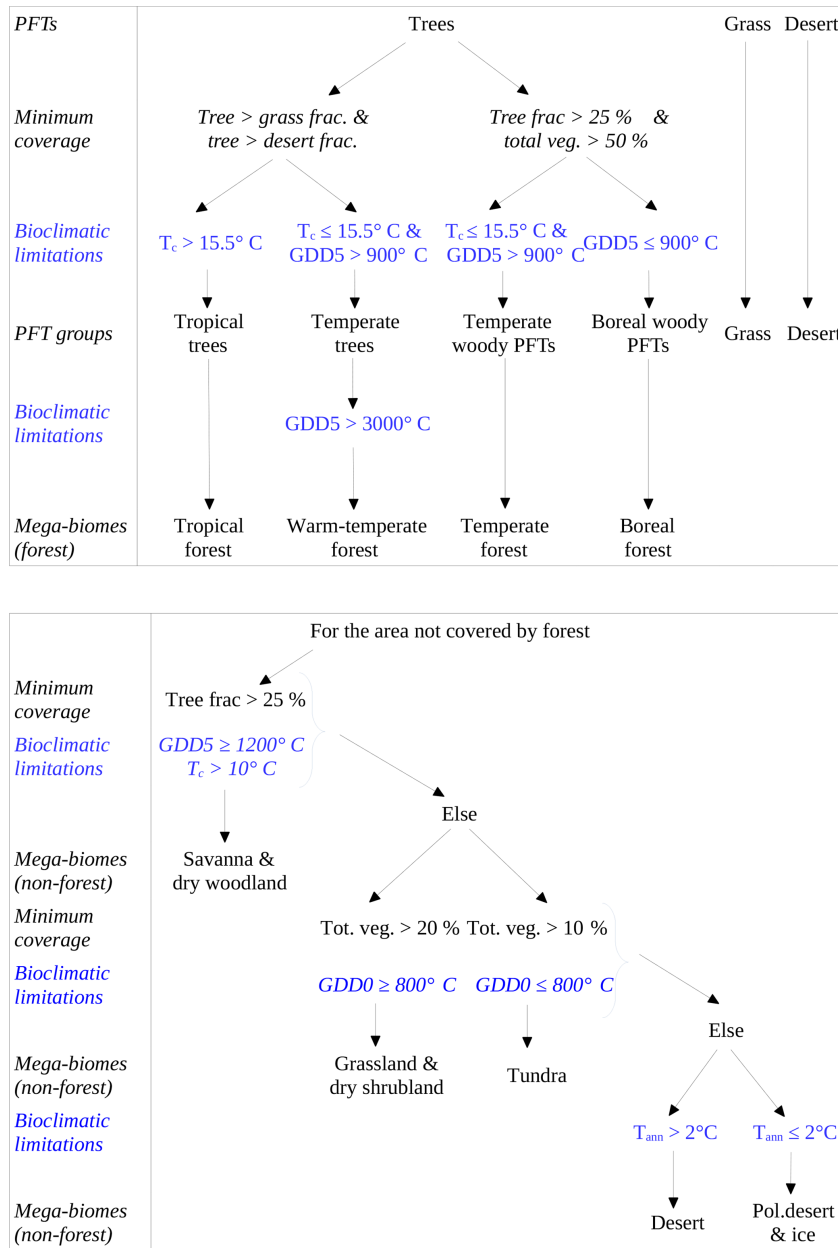 PFTs Trees Grass Desert
Minimum Tree > grass frac. & Tree frac > 25 % &
coverage tree > desert frac. total veg. > 50 %
Bioclimatic T_c > 15.5° C T_c ≤ 15.5° C & T_c ≤ 15.5° C & GDD5 ≤ 900° C
limitations GDD5 > 900° C GDD5 > 900° C
PFT groups Tropical Temperate Temperate Boreal woody Grass Desert
trees trees woody PFTs PFTs
Bioclimatic
limitations GDD5 > 3000° C
Mega-biomes Tropical Warm-temperate Temperate Boreal
(forest) forest forest forest forest
For the area not covered by forest
Minimum
coverage Tree frac > 25 %
Bioclimatic GDD5 ≥ 1200° C
limitations T_c > 10° C
Else
Mega-biomes Savanna &
(non-forest) dry woodland
Minimum
coverage Tot. veg. > 20 % Tot. veg. > 10 %
Bioclimatic
limitations GDD0 ≥ 800° C GDD0 ≤ 800° C
Else
Mega-biomes Grassland & Tundra
(non-forest) dry shrubland
Bioclimatic
limitations T_ann > 2°C T_ann ≤ 2°C
Mega-biomes Desert Pol.desert
(non-forest) & ice